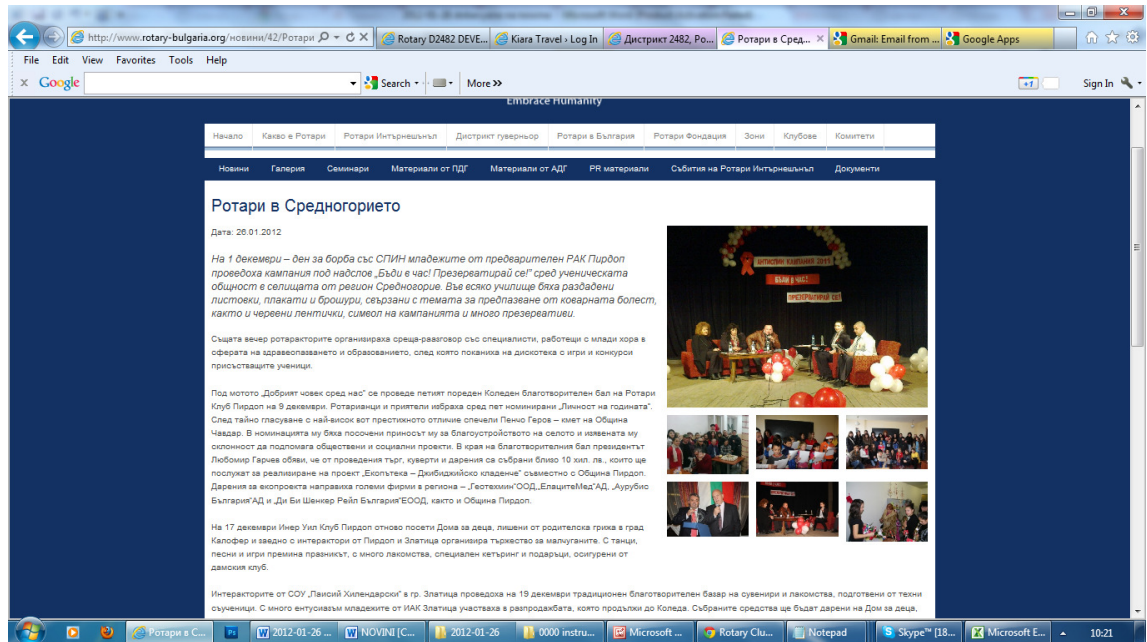 http://www.rotary-bulgaria.org/новини/42/Ротари
Rotary D2482 DEVE...
Kiara Travel › Log In
Дистрикт 2482, Ро...
Ротари в Сред...
Gmail: Email from ...
Google Apps
File Edit View Favorites Tools Help
x Google Search More >> +1 Sign In
Embrace Humanity
Начало Какво е Ротари Ротари Интърнешънъл Дистрикт гуверньор Ротари в България Ротари Фондация Зони Клубове Комитети
Новини Галерия Семинари Материали от ПДГ Материали от АДГ PR материали Събития на Ротари Интърнешънъл Документи
Ротари в Средногорието
Дата: 26.01.2012
На 1 декември – ден за борба със СПИН младежите от предварителен РАК Пирдоп
проведоха кампания под надслов „Бъди в час! Презерватирай се!" сред ученическата
общност в селищата от регион Средногорие. Във всяко училище бяха раздадени
листовки, плакати и брошури, свързани с темата за предпазване от коварната болест,
както и червени лентички, символ на кампанията и много презервативи.
Същата вечер ротаракторите организираха среща-разговор със специалисти, работещи с млади хора в
сферата на здравеопазването и образованието, след която поканиха на дискотека с игри и конкурси
присъстващите ученици.
Под мотото „Добрият човек сред нас" се проведе петият пореден Коледен благотворителен бал на Ротари
Клуб Пирдоп на 9 декември. Ротарианци и приятели избраха сред пет номинирани „Личност на годината".
След тайно гласуване с най-висок вот престижното отличие спечели Пенчо Геров – кмет на Община
Чавдар. В номинацията му бяха посочени приносът му за благоустройството на селото и изявената му
склонност да подпомага обществени и социални проекти. В края на благотворителния бал президентът
Любомир Гарчев обяви, че от проведения търг, куверти и дарения са събрани близо 10 хил. лв., които ще
послужат за реализиране на проект „Екопътека – Джибиджийско кладенче" съвместно с Община Пирдоп.
Дарения за екопроекта направиха големи фирми в региона – „Геотехмин"ООД,„ЕлациteМед"АД, „Аурубис
България"АД и „Ди Би Шенкер Рейл България"ЕООД, както и Община Пирдоп.
На 17 декември Инер Уил Клуб Пирдоп отново посети Дома за деца, лишени от родителска грижа в град
Калофер и заедно с интерактори от Пирдоп и Златица организира тържество за малчуганите. С танци,
песни и игри премина празникът, с много лакомства, специален кетъринг и подаръци, осигурени от
дамския клуб.
Интеракторите от СОУ „Паисий Хилендарски" в гр. Златица проведоха на 19 декември традиционен благотворителен базар на сувенири и лакомства, подготвени от техни
съученици. С много ентусиазъм младежите от ИАК Златица участваха в разпродажбата, която продължи до Коледа. Събраните средства ще бъдат дарени на Дом за деца,
АНТИСПИН КАМПАНИЯ 2011
БЪДИ В ЧАС!
ПРЕЗЕРВАТИРАЙ СЕ!
Ротари в С...
2012-01-26 ...
NOVINI [C...
2012-01-26
0000 instru...
Microsoft ...
Rotary Clu...
Notepad
Skype™ [18...
Microsoft E...
10:21